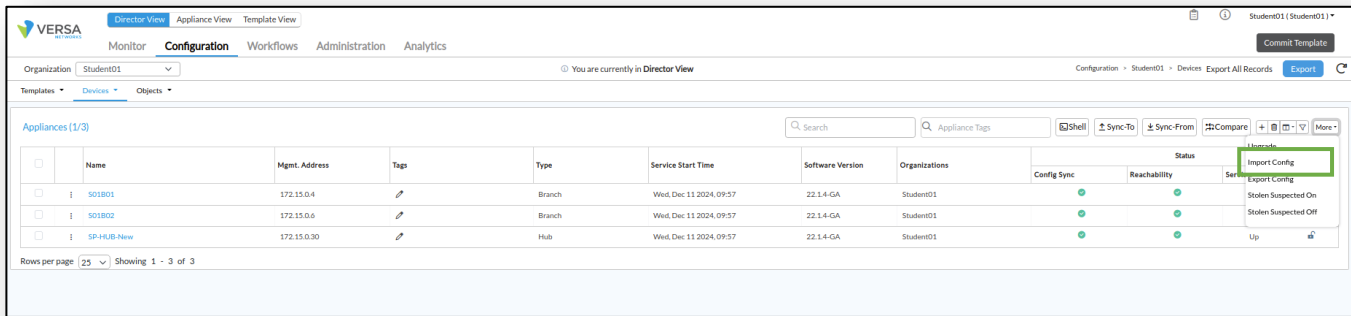 VERSA
NETWORKS
Director View Appliance View Template View
Student01 (Student01)
Monitor Configuration Workflows Administration Analytics
Commit Template
Organization Student01
You are currently in Director View
Configuration > Student01 > Devices Export All Records Export
Templates Devices Objects
Appliances (1/3)
Search
Appliance Tags
Shell Sync-To Sync-From Compare More
Upgrade
Import Config
Export Config
Stolen Suspected On
Stolen Suspected Off
Name Mgmt. Address Tags Type Service Start Time Software Version Organizations Status
Config Sync Reachability
S01B01 172.15.0.4 Branch Wed, Dec 11 2024, 09:57 22.1.4-GA Student01
S01B02 172.15.0.6 Branch Wed, Dec 11 2024, 09:57 22.1.4-GA Student01
SP-HUB-New 172.15.0.30 Hub Wed, Dec 11 2024, 09:57 22.1.4-GA Student01 Up
Rows per page 25 Showing 1 - 3 of 3